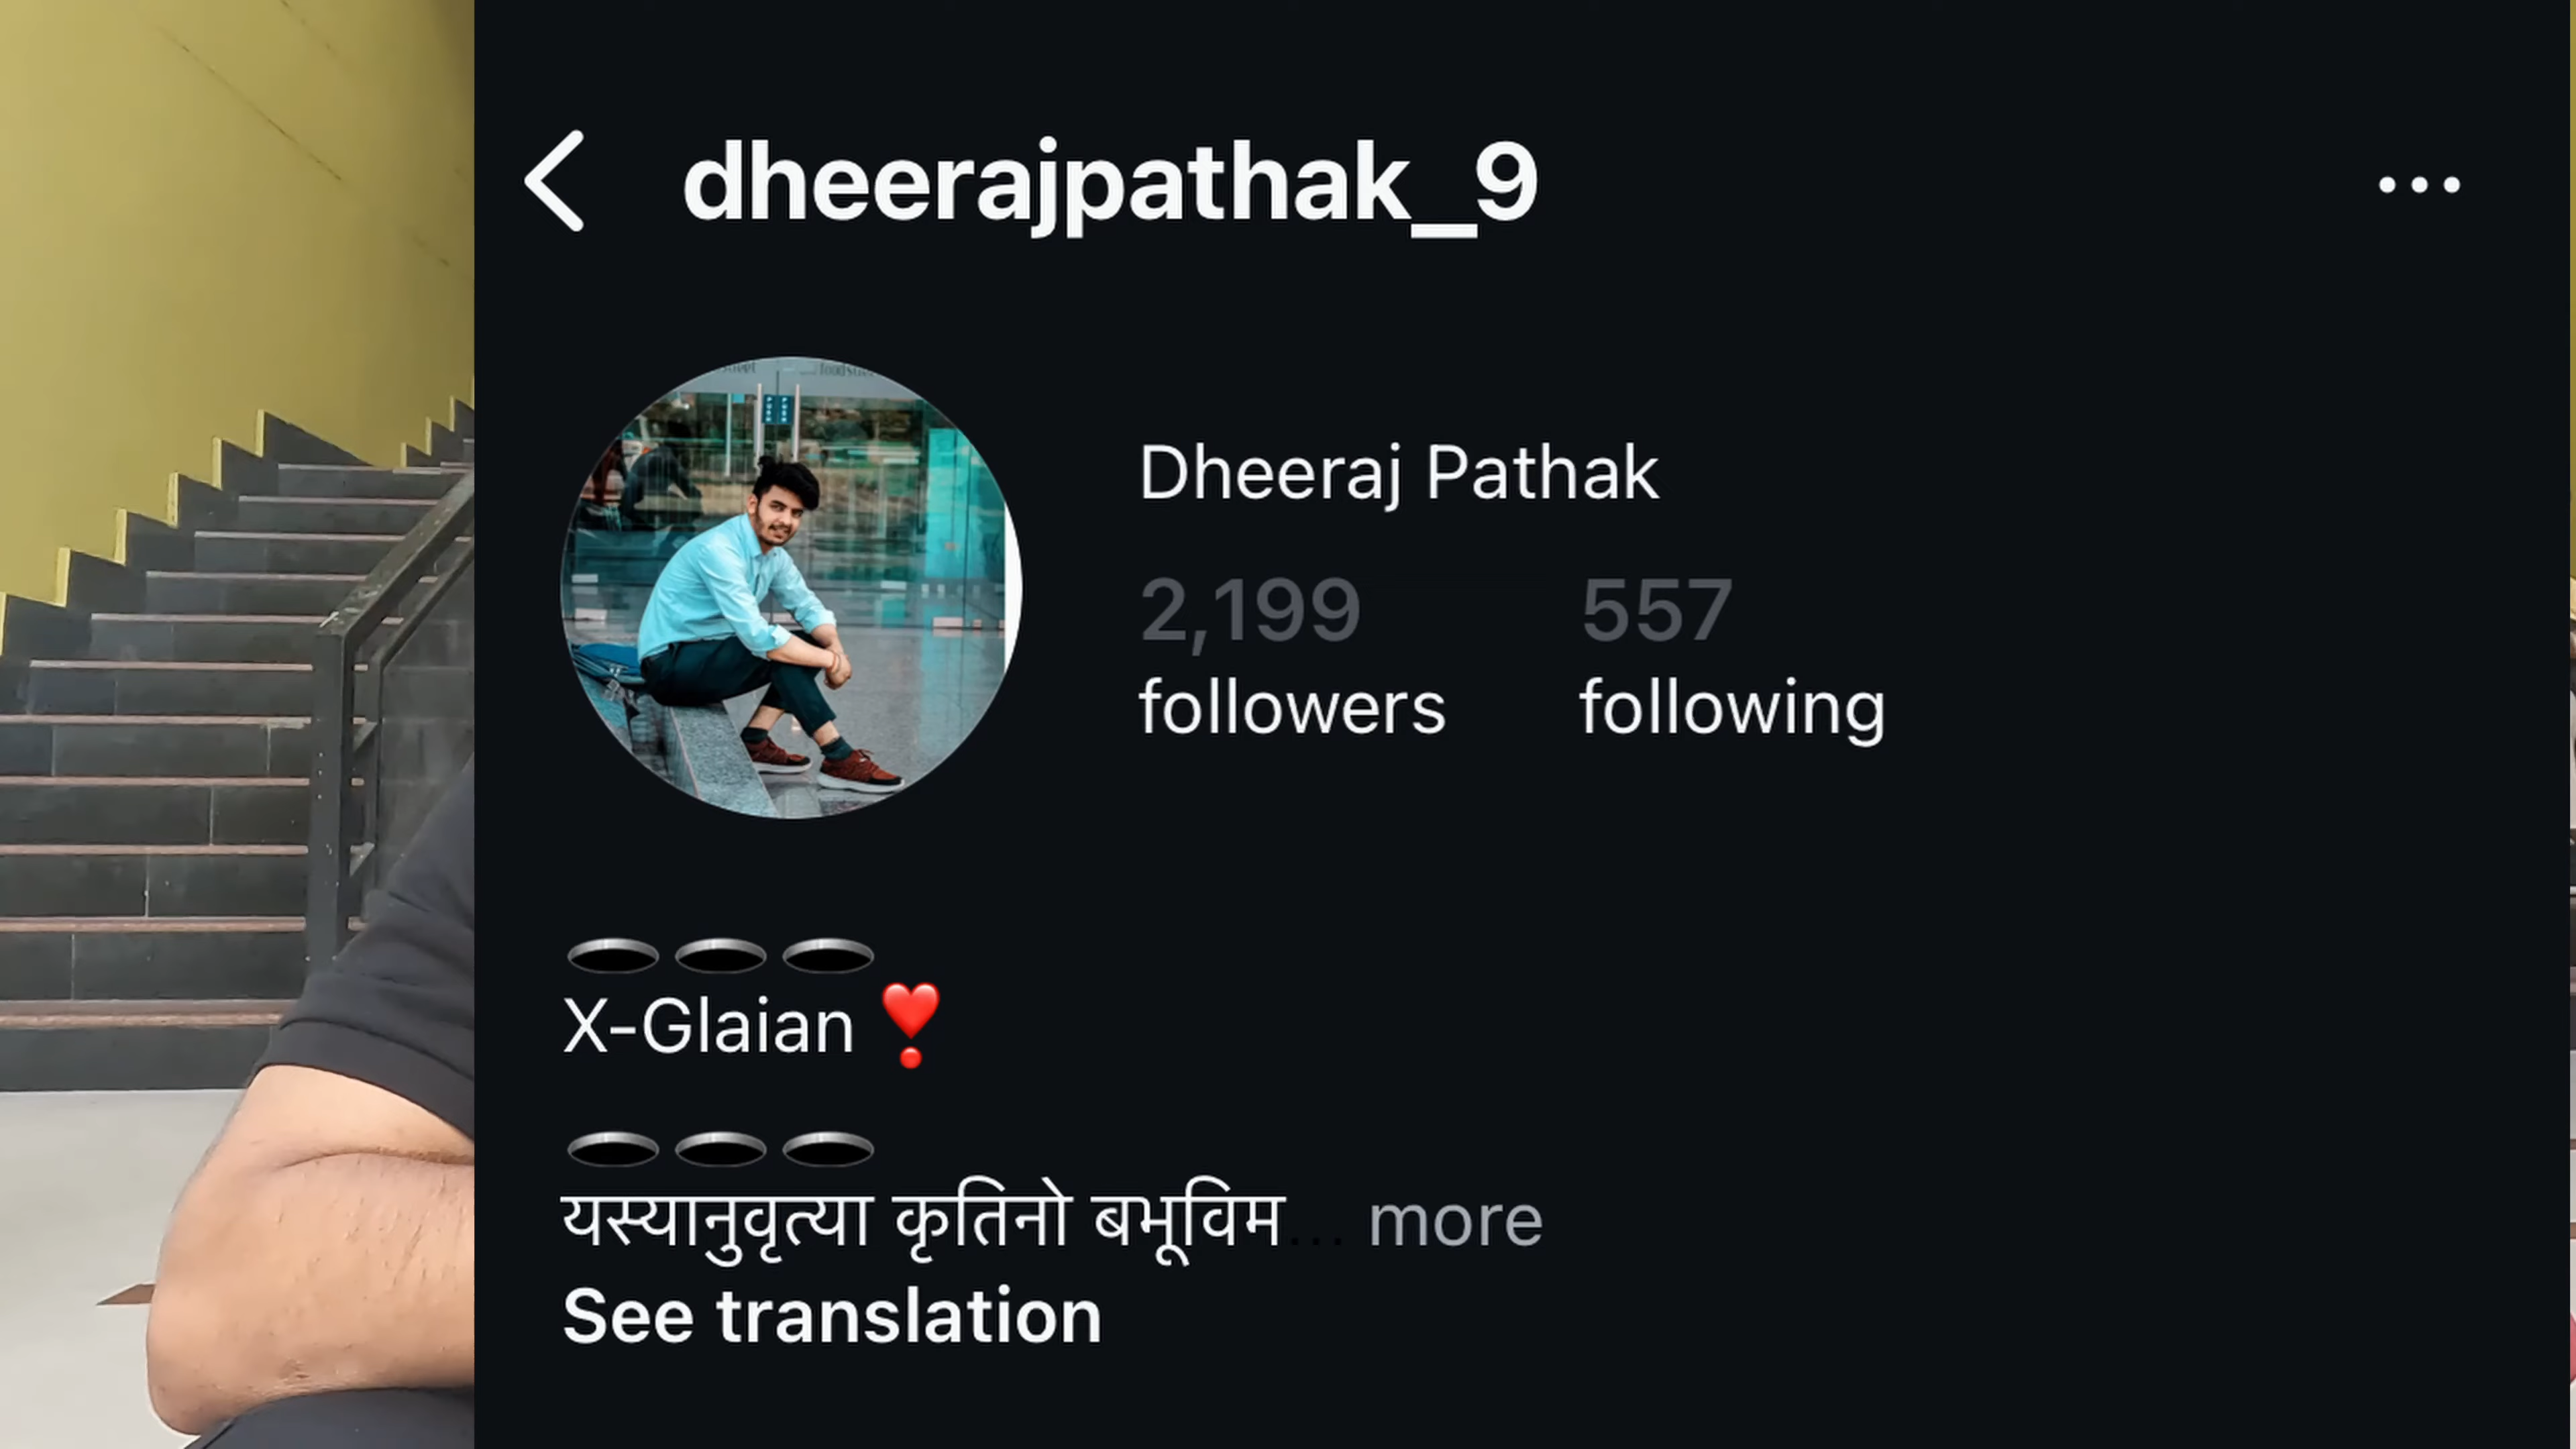 dheerajpathak_9
Dheeraj Pathak
2,199 557
followers following
🕳️🕳️🕳️
X-Glaian ❣️
🕳️🕳️🕳️
यस्यानुवृत्या कृतिनो बभूविम... more
See translation